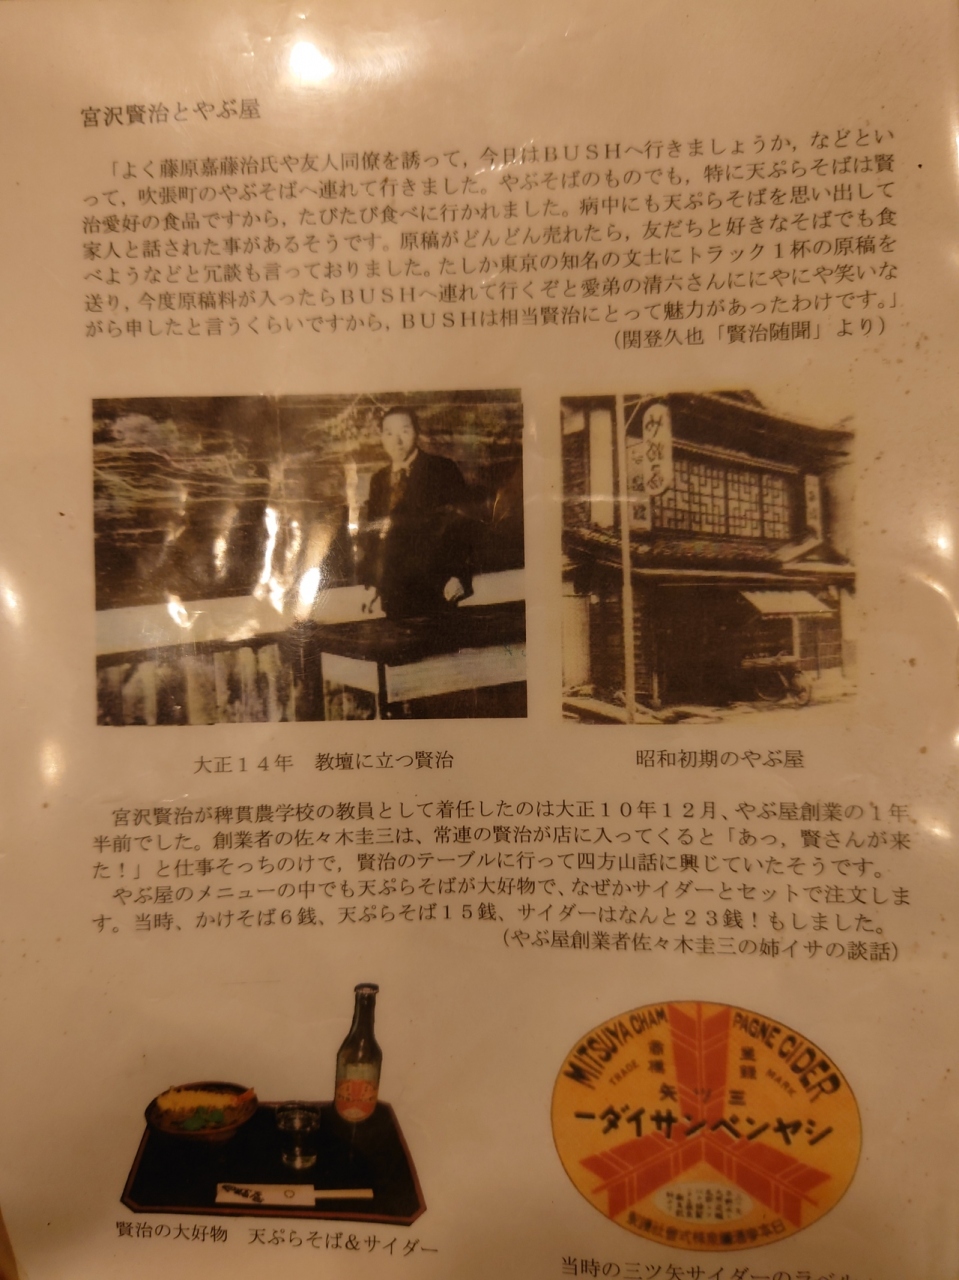 宮沢賢治とやぶ屋
「よく藤原嘉藤治氏や友人同僚を誘って，今日はＢＵＳＨへ行きましょうか，などとい
って，吹張町のやぶそばへ連れて行きました。やぶそばのものでも，特に天ぷらそばは賢
治愛好の食品ですから，たびたび食べに行かれました。病中にも天ぷらそばを思い出して
家人と話された事があるそうです。原稿がどんどん売れたら，友だちと好きなそばでも食
べようなどと冗談も言っておりました。たしか東京の知名の文士にトラック１杯の原稿を
送り，今度原稿料が入ったらＢＵＳＨへ連れて行くぞと愛弟の清六さんににやにや笑いな
がら申したと言うくらいですから，ＢＵＳＨは相当賢治にとって魅力があったわけです。」
（関登久也「賢治随聞」より）
大正１４年　教壇に立つ賢治
昭和初期のやぶ屋
宮沢賢治が稗貫農学校の教員として着任したのは大正１０年１２月、やぶ屋創業の１年
半前でした。創業者の佐々木圭三は、常連の賢治が店に入ってくると「あっ，賢さんが来
た！」と仕事そっちのけで，賢治のテーブルに行って四方山話に興じていたそうです。
やぶ屋のメニューの中でも天ぷらそばが大好物で、なぜかサイダーとセットで注文しま
す。当時、かけそば６銭、天ぷらそば１５銭、サイダーはなんと２３銭！もしました。
（やぶ屋創業者佐々木圭三の姉イサの談話）
MITSUYA CHAM PAGNE CIDER
TRADE MARK
登録
三ツ矢
シヤンペンサイダー
賢治の大好物　天ぷらそば＆サイダー
当時の三ツ矢サイダーのラベル